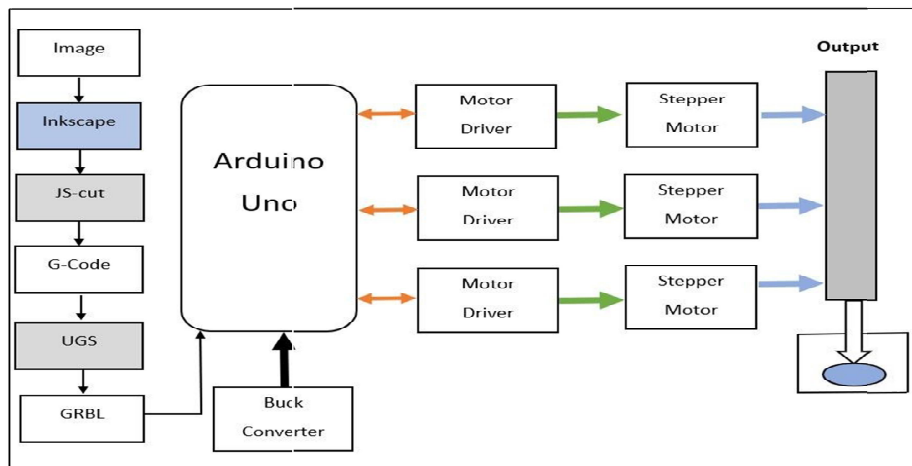 Image
Inkscape
JS-cut
G-Code
UGS
GRBL
Arduino
Uno
Buck
Converter
Motor
Driver
Stepper
Motor
Motor
Driver
Stepper
Motor
Motor
Driver
Stepper
Motor
Output